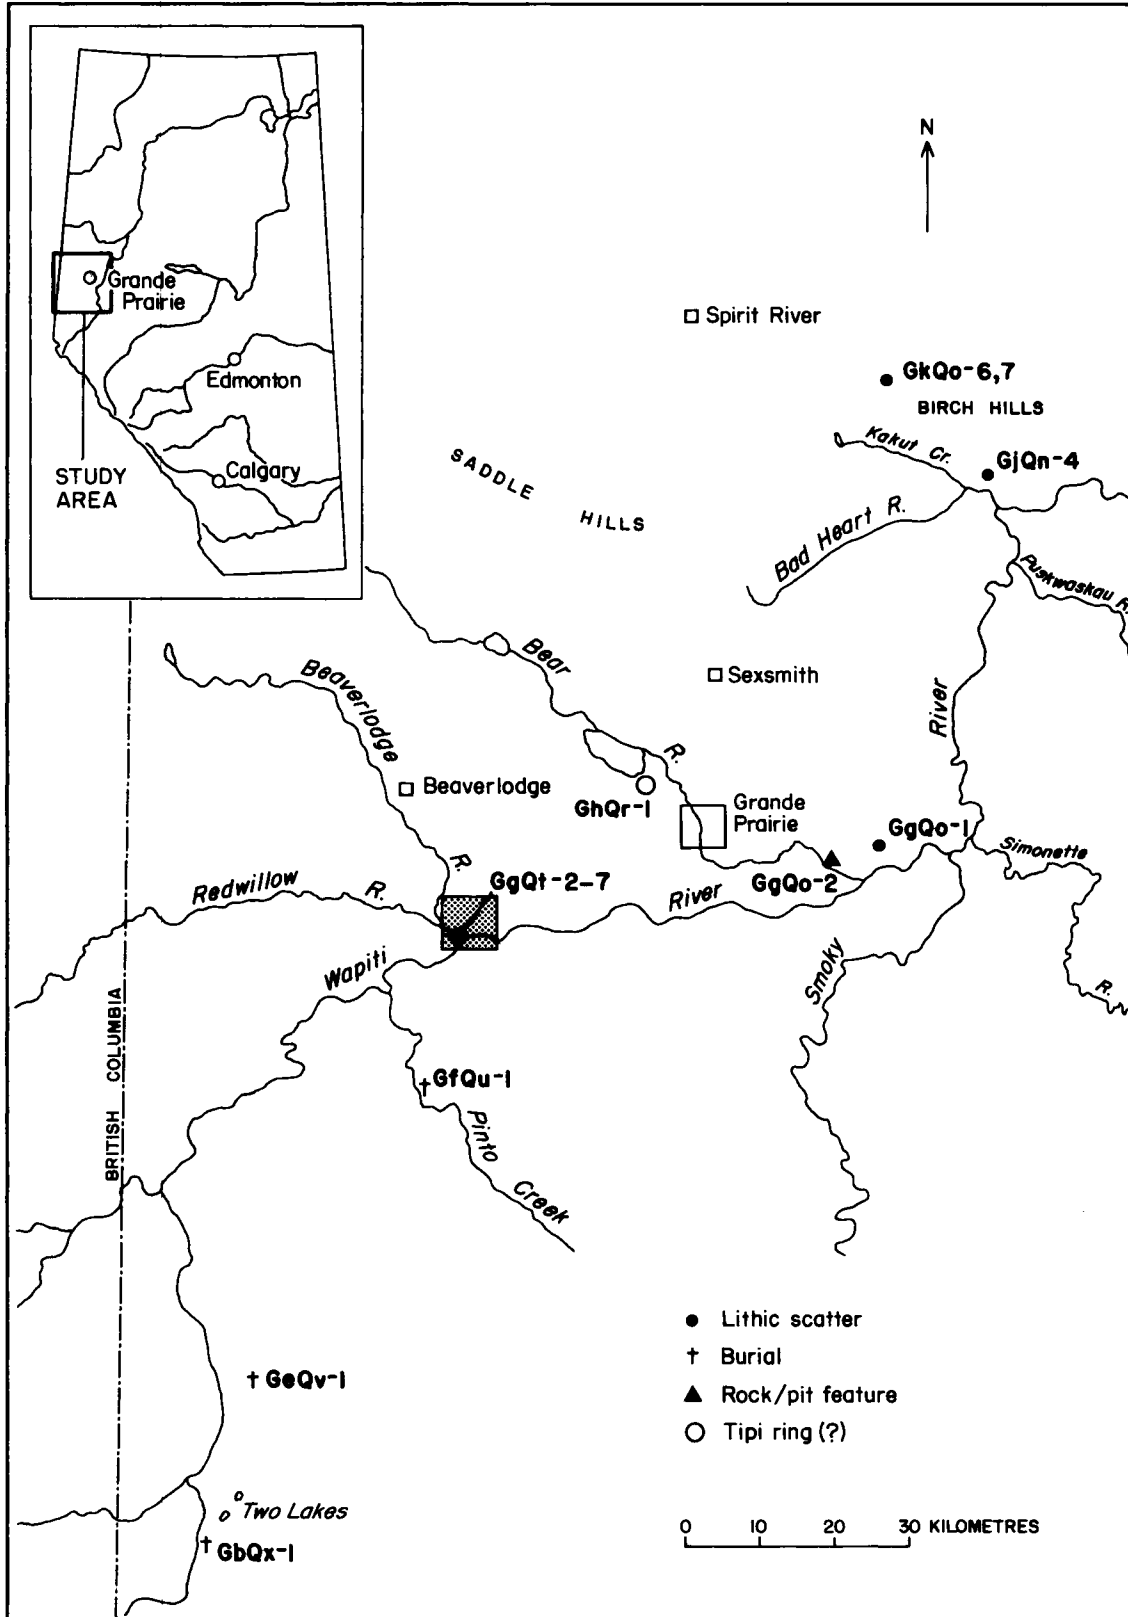 Grande
Prairie
Edmonton
Calgary
STUDY
AREA
N
Spirit River
GkQo-6,7
BIRCH HILLS
Kakut Cr.
GjQn-4
SADDLE
HILLS
Bad Heart R.
Puskwaskau R.
Bear
R.
Sexsmith
Beaverlodge
R.
River
Beaverlodge
GhQr-1
Grande
Prairie
GgQo-1
Simonette
R.
GgQo-2
GgQt-2-7
Redwillow
R.
River
Wapiti
Smoky
BRITISH COLUMBIA
GfQu-1
Pinto
Creek
Lithic scatter
Burial
Rock/pit feature
Tipi ring (?)
GeQv-1
Two Lakes
GbQx-1
0 10 20 30 KILOMETRES